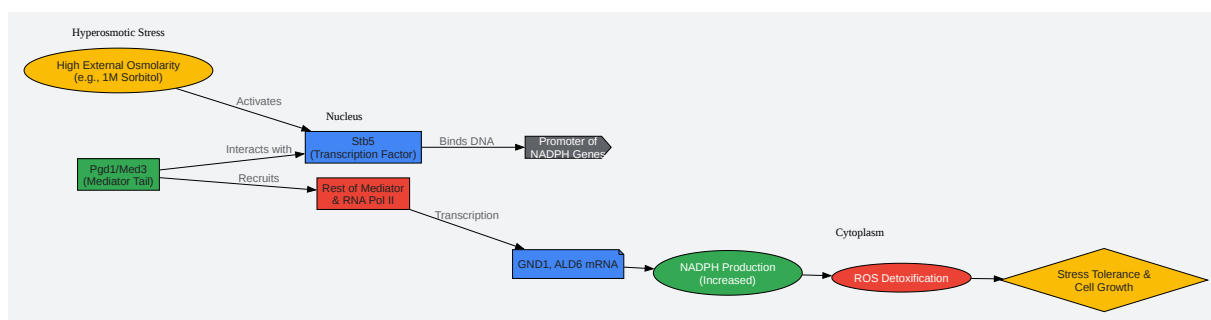 Hyperosmotic Stress
High External Osmolarity
(e.g., 1M Sorbitol)
Activates
Nucleus
Stb5
(Transcription Factor)
Binds DNA
Promoter of
NADPH Genes
Interacts with
Pgd1/Med3
(Mediator Tail)
Recruits
Rest of Mediator
& RNA Pol II
Transcription
GND1, ALD6 mRNA
NADPH Production
(Increased)
Cytoplasm
ROS Detoxification
Stress Tolerance &
Cell Growth